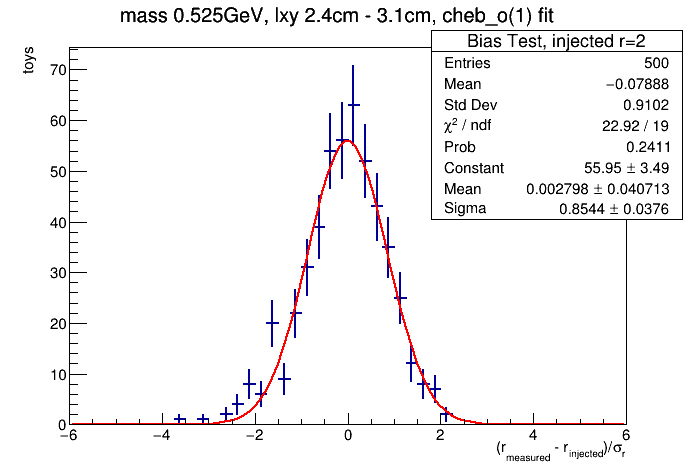 mass 0.525GeV, lxy 2.4cm - 3.1cm, cheb_o(1) fit
toys
Bias Test, injected r=2
Entries 500
Mean −0.07888
Std Dev 0.9102
χ² / ndf 22.92 / 19
Prob 0.2411
Constant 55.95 ± 3.49
Mean 0.002798 ± 0.040713
Sigma 0.8544 ± 0.0376
70
60
50
40
30
20
10
0
−6 −4 −2 0 2 4 6
(r_measured - r_injected)/σ_r